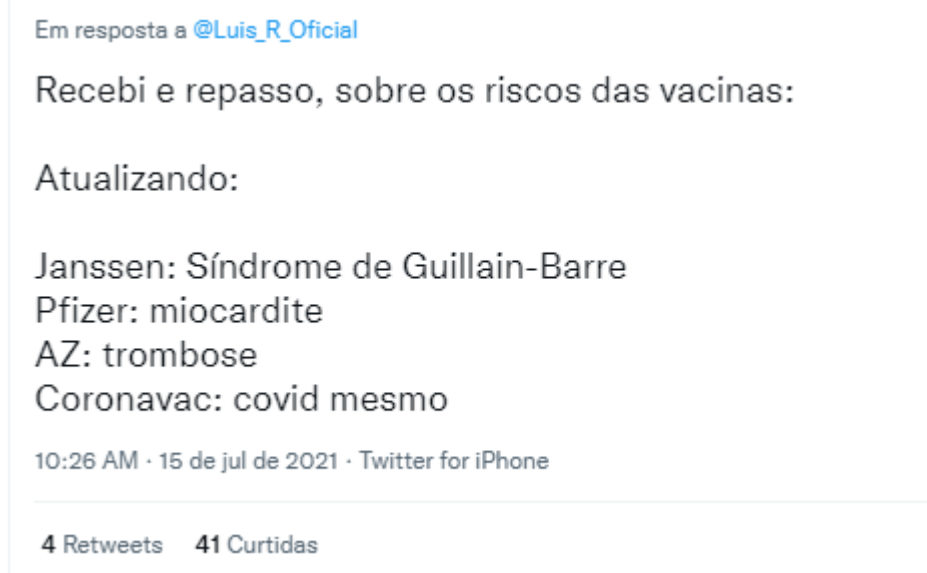 Em resposta a @Luis_R_Oficial
Recebi e repasso, sobre os riscos das vacinas:
Atualizando:
Janssen: Síndrome de Guillain-Barre
Pfizer: miocardite
AZ: trombose
Coronavac: covid mesmo
10:26 AM · 15 de jul de 2021 · Twitter for iPhone
4 Retweets 41 Curtidas